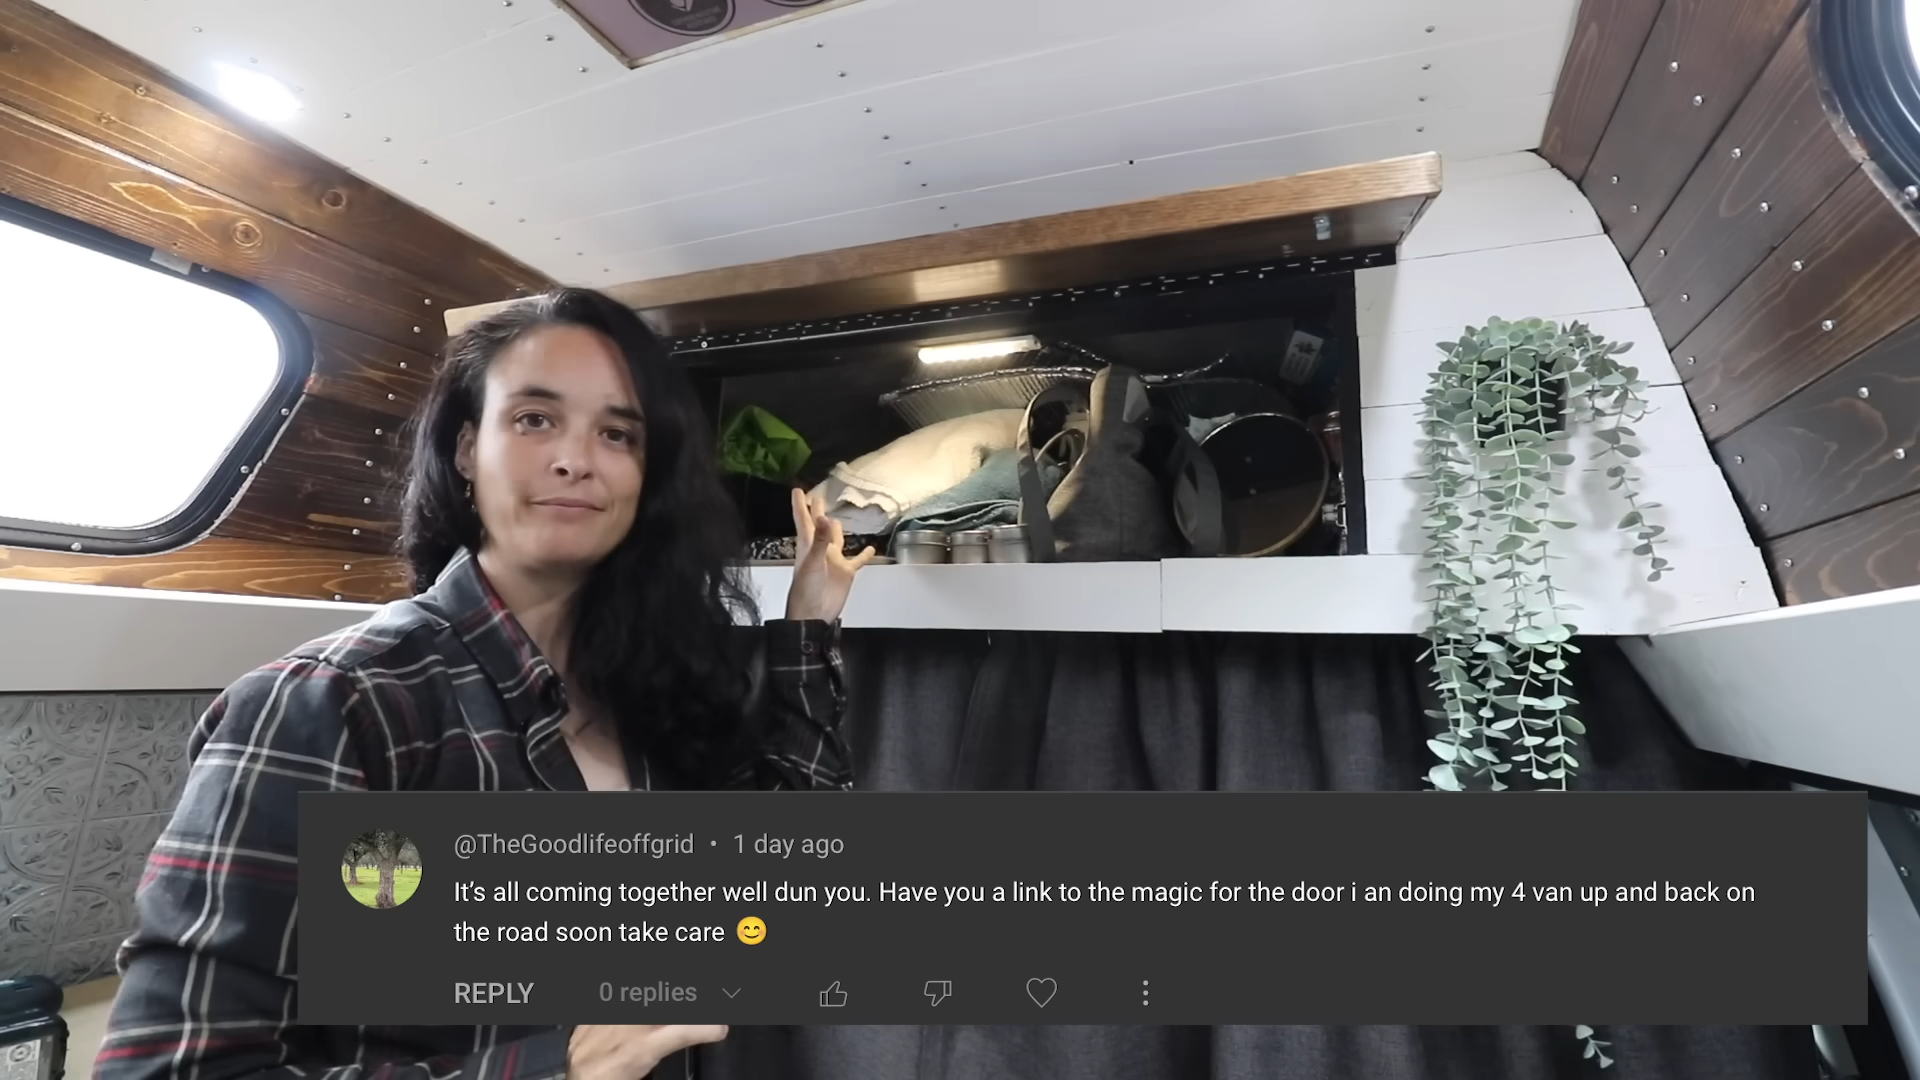 @TheGoodlifeoffgrid • 1 day ago
It's all coming together well dun you. Have you a link to the magic for the door i an doing my 4 van up and back on
the road soon take care 😊
REPLY 0 replies